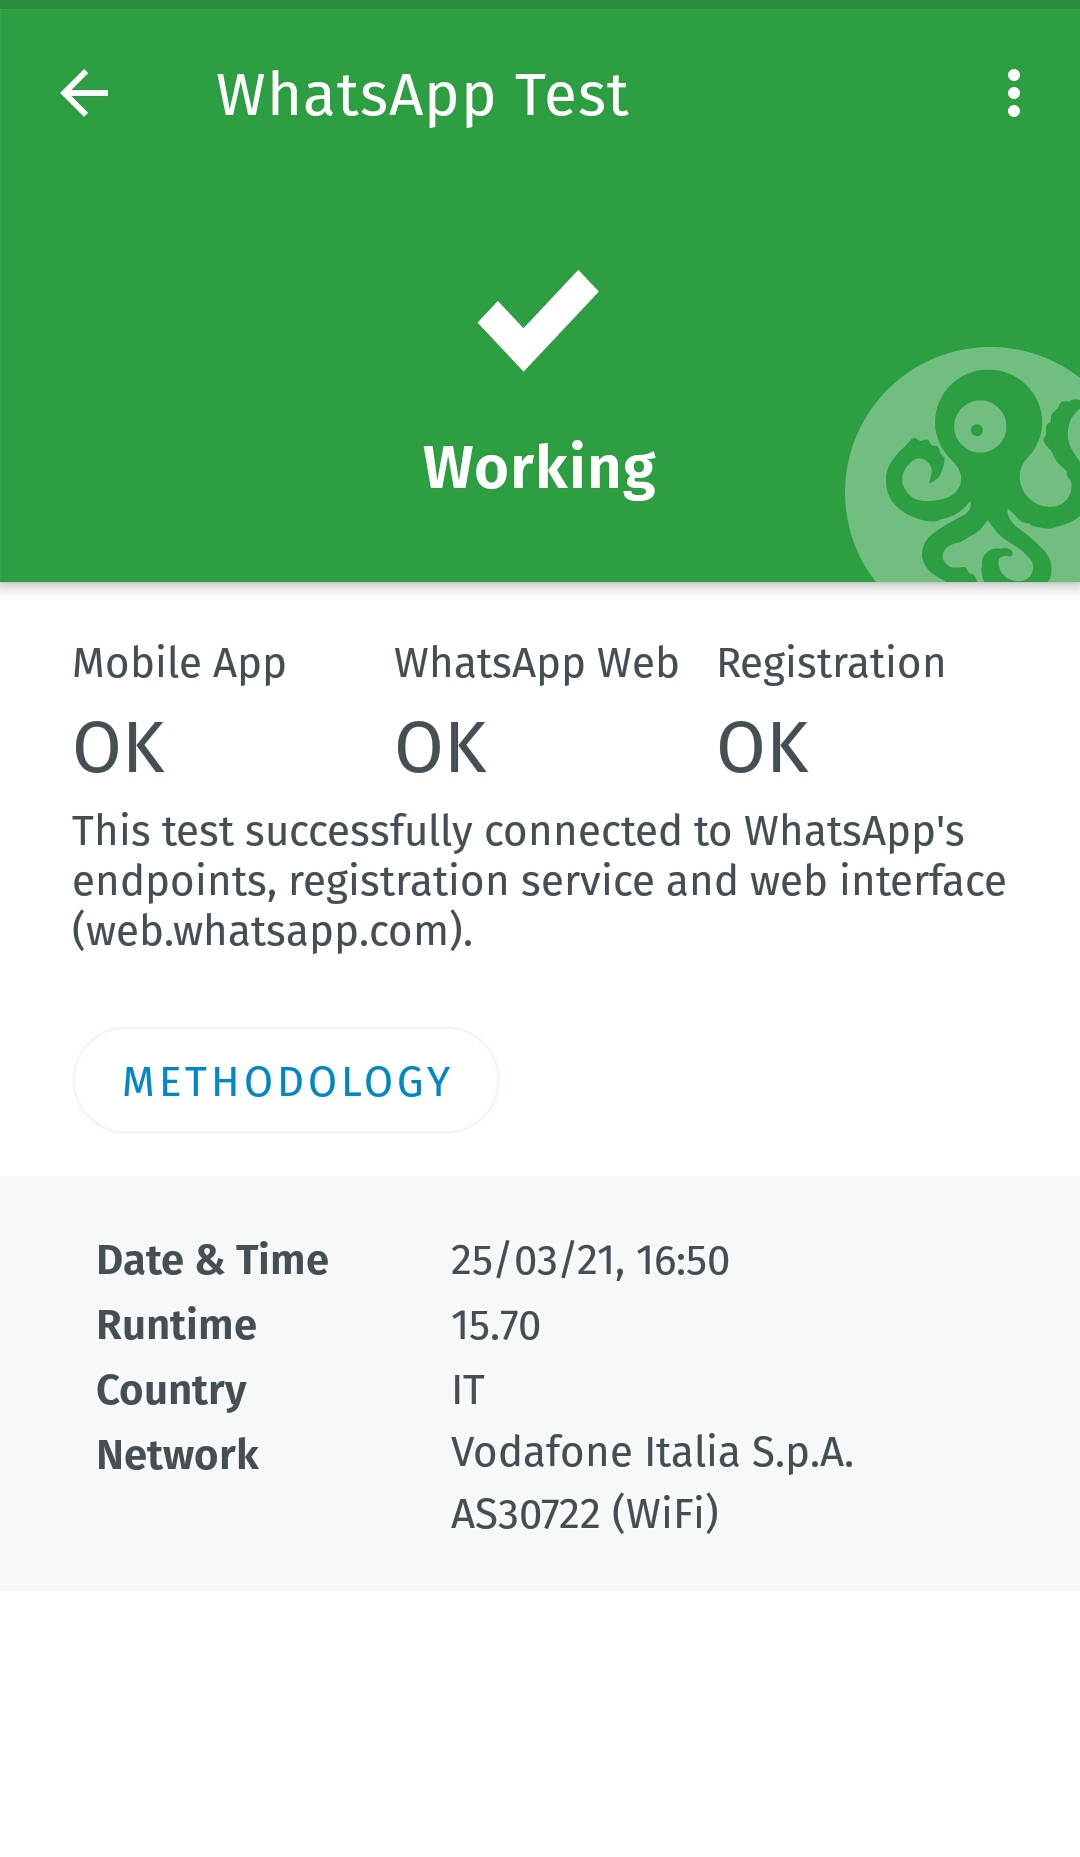 WhatsApp Test
Working
Mobile App WhatsApp Web Registration
OK OK OK
This test successfully connected to WhatsApp's
endpoints, registration service and web interface
(web.whatsapp.com).
METHODOLOGY
Date & Time 25/03/21, 16:50
Runtime 15.70
Country IT
Network Vodafone Italia S.p.A.
AS30722 (WiFi)